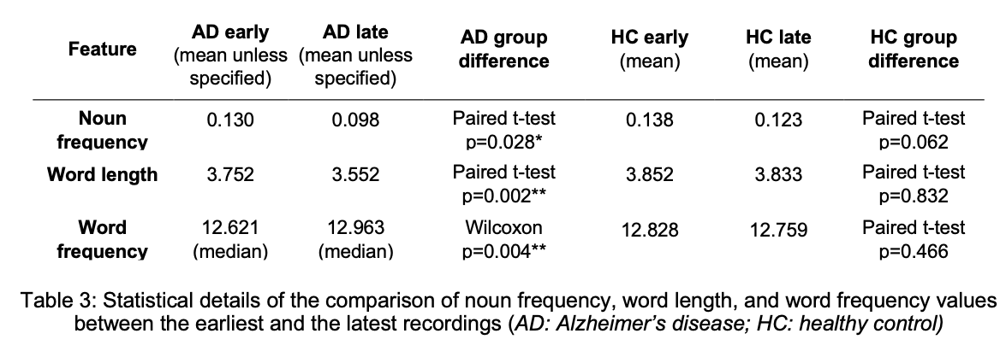 Feature AD early (mean unless specified) AD late (mean unless specified) AD group difference HC early (mean) HC late (mean) HC group difference
Noun frequency 0.130 0.098 Paired t-test p=0.028* 0.138 0.123 Paired t-test p=0.062
Word length 3.752 3.552 Paired t-test p=0.002** 3.852 3.833 Paired t-test p=0.832
Word frequency 12.621 (median) 12.963 (median) Wilcoxon p=0.004** 12.828 12.759 Paired t-test p=0.466
Table 3: Statistical details of the comparison of noun frequency, word length, and word frequency values
between the earliest and the latest recordings (AD: Alzheimer’s disease; HC: healthy control)